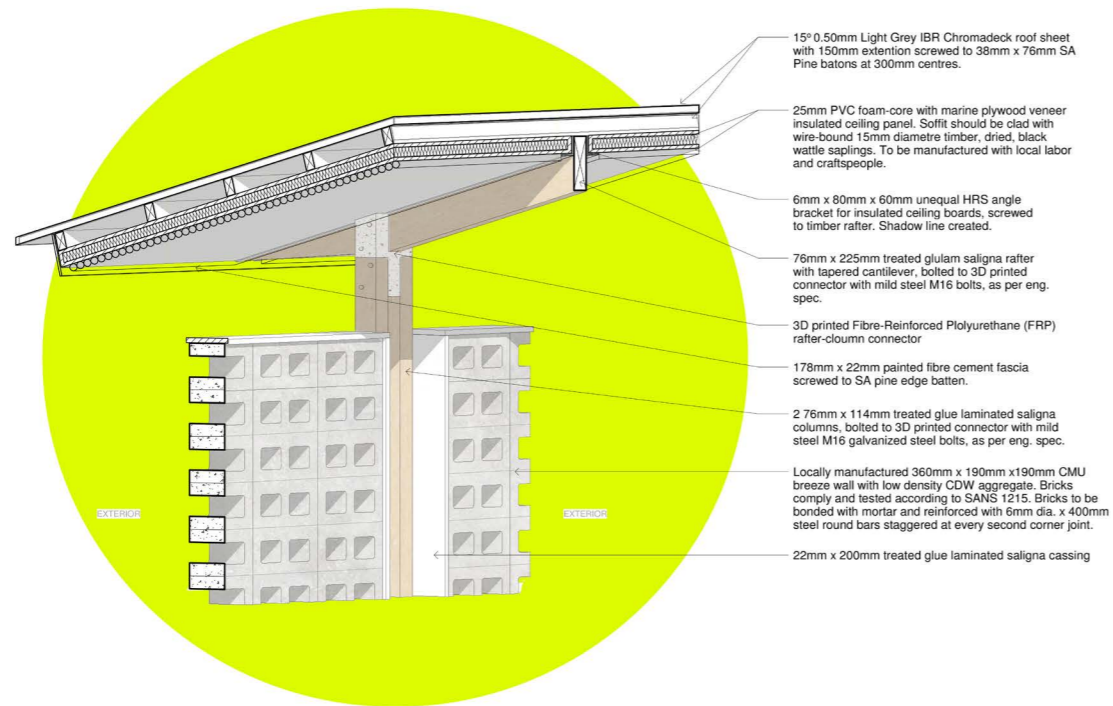 15º 0.50mm Light Grey IBR Chromadeck roof sheet
with 150mm extention screwed to 38mm x 76mm SA
Pine batons at 300mm centres.
25mm PVC foam-core with marine plywood veneer
insulated ceiling panel. Soffit should be clad with
wire-bound 15mm diametre timber, dried, black
wattle saplings. To be manufactured with local labor
and craftspeople.
6mm x 80mm x 60mm unequal HRS angle
bracket for insulated ceiling boards, screwed
to timber rafter. Shadow line created.
76mm x 225mm treated glulam saligna rafter
with tapered cantilever, bolted to 3D printed
connector with mild steel M16 bolts, as per eng.
spec.
3D printed Fibre-Reinforced Plolyurethane (FRP)
rafter-cloumn connector
178mm x 22mm painted fibre cement fascia
screwed to SA pine edge batten.
2 76mm x 114mm treated glue laminated saligna
columns, bolted to 3D printed connector with mild
steel M16 galvanized steel bolts, as per eng. spec.
Locally manufactured 360mm x 190mm x190mm CMU
breeze wall with low density CDW aggregate. Bricks
comply and tested according to SANS 1215. Bricks to be
bonded with mortar and reinforced with 6mm dia. x 400mm
steel round bars staggered at every second corner joint.
22mm x 200mm treated glue laminated saligna cassing
EXTERIOR
EXTERIOR